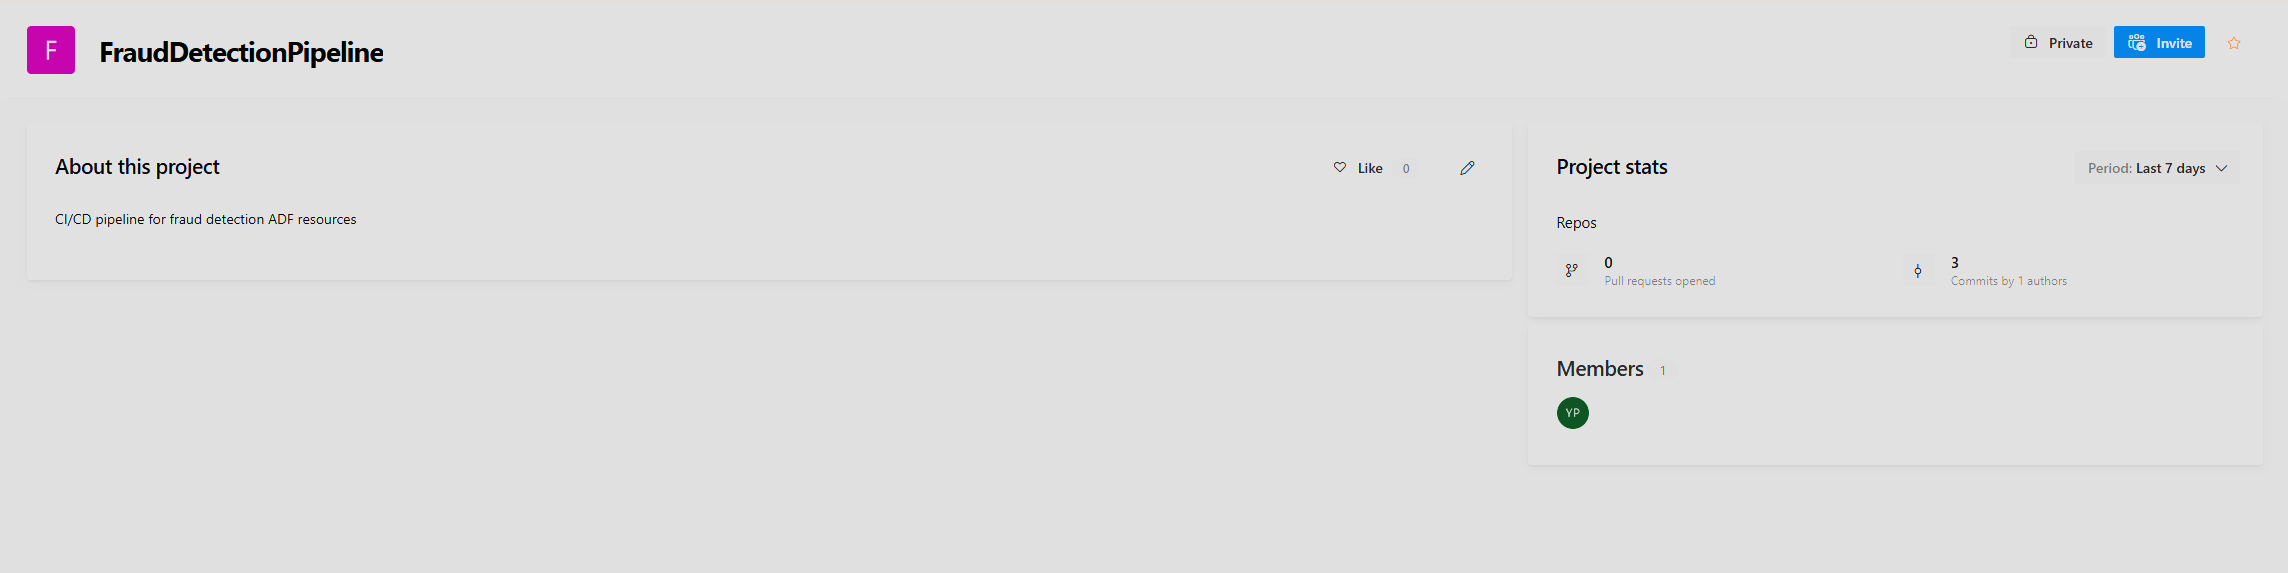 F
FraudDetectionPipeline
Private
Invite
About this project
Like 0
CI/CD pipeline for fraud detection ADF resources
Project stats
Period: Last 7 days
Repos
0
Pull requests opened
3
Commits by 1 authors
Members 1
YP